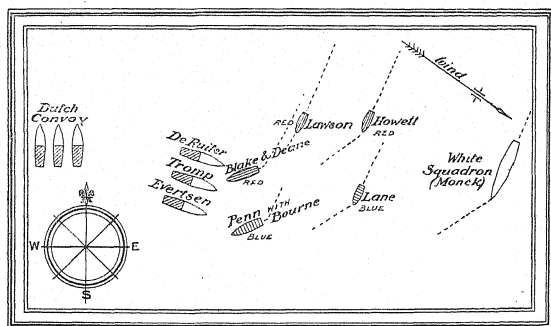 Dutch
Convoy
De Ruiter
Tromp
Evertsen
Blake & Deane
RED
RED
Lawson
Howett
RED
wind
White
Squadron
(Monck)
Penn WITH
Bourne
BLUE
Lane
BLUE
W
E
S